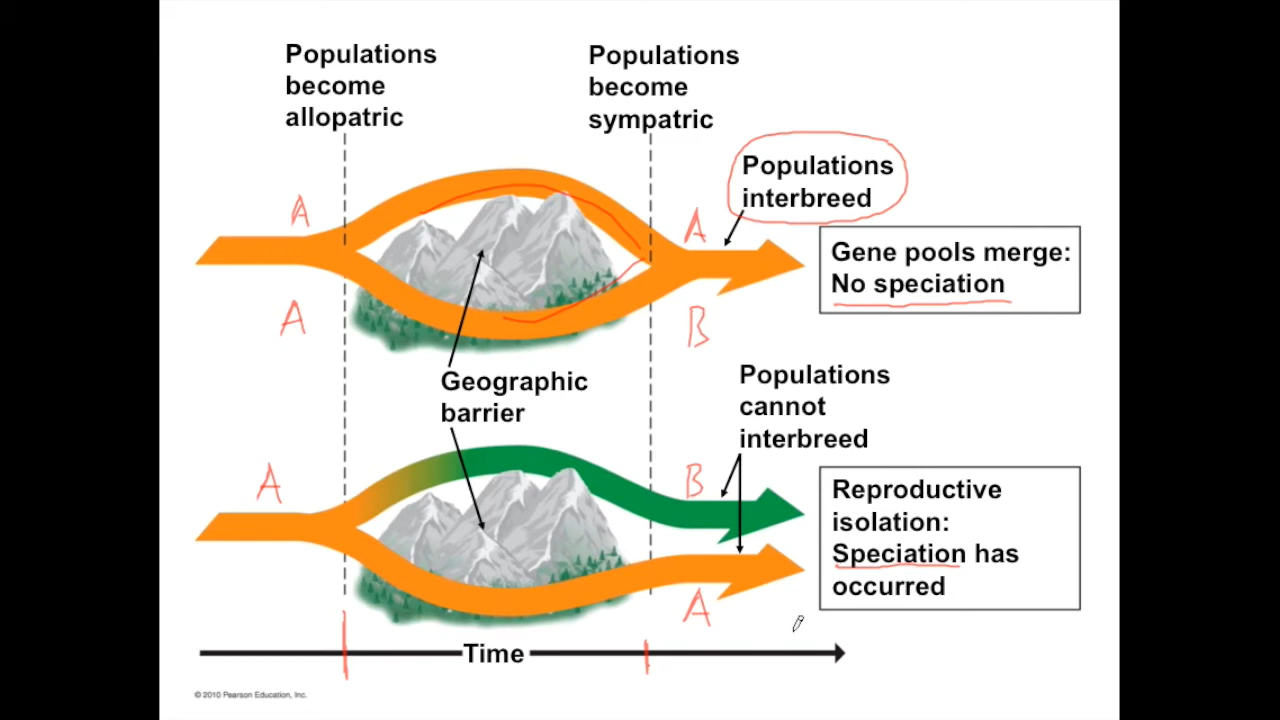 Populations
become
allopatric
Populations
become
sympatric
Populations
interbreed
A
A
A
B
Gene pools merge:
No speciation
Geographic
barrier
Populations
cannot
interbreed
A
B
A
Reproductive
isolation:
Speciation has
occurred
Time
© 2010 Pearson Education, Inc.